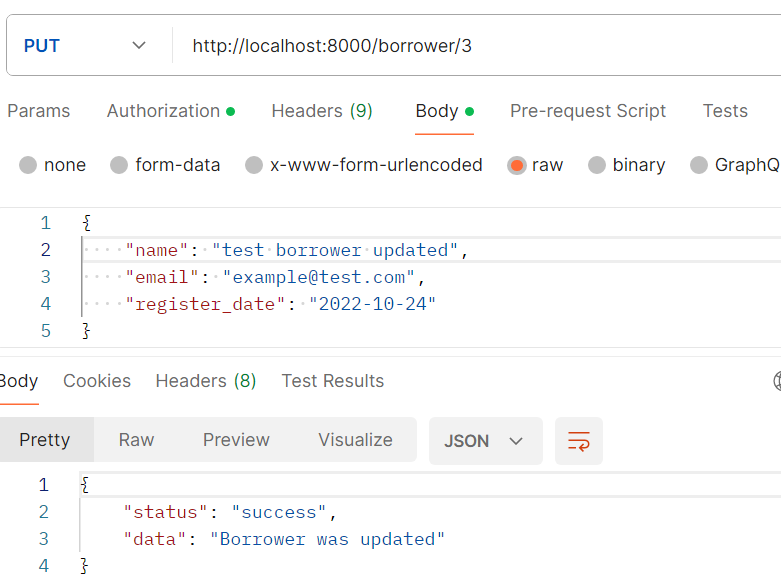 PUT http://localhost:8000/borrower/3
Params Authorization Headers (9) Body Pre-request Script Tests
none form-data x-www-form-urlencoded raw binary GraphQ
1 {
2 "name": "test borrower updated",
3 "email": "example@test.com",
4 "register_date": "2022-10-24"
5 }
Body Cookies Headers (8) Test Results
Pretty Raw Preview Visualize JSON
1 {
2 "status": "success",
3 "data": "Borrower was updated"
4 }